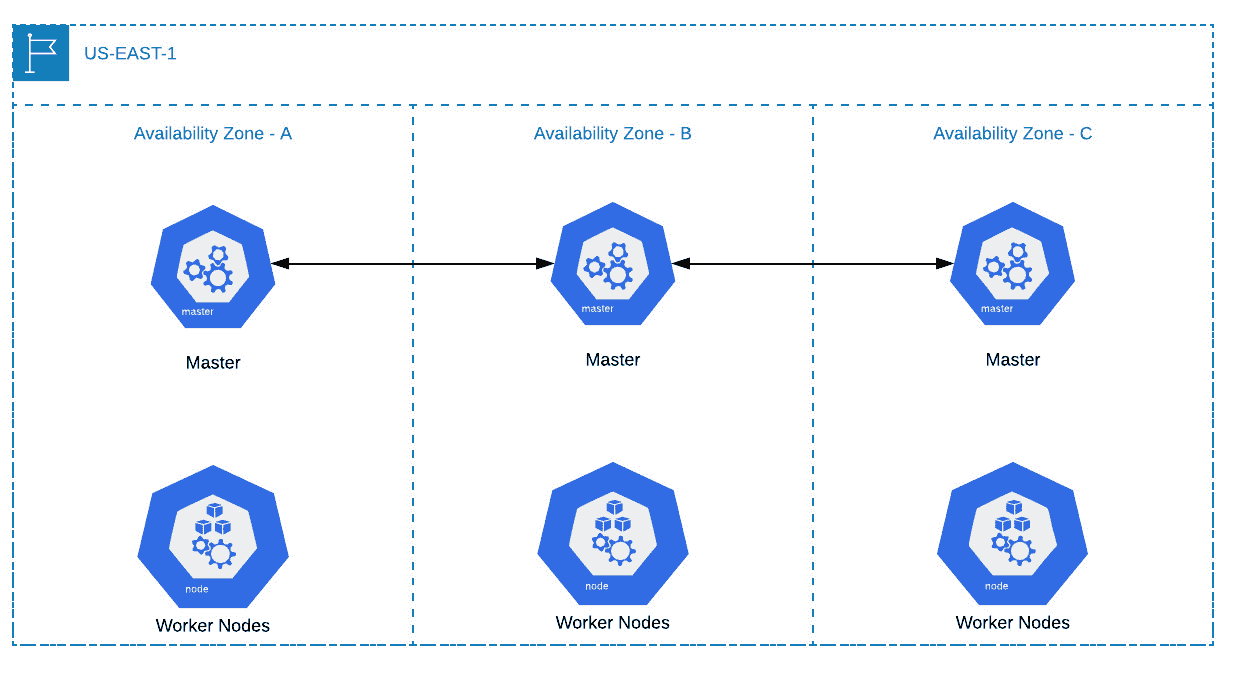 US-EAST-1
Availability Zone - A
Availability Zone - B
Availability Zone - C
master
master
master
Master
Master
Master
node
node
node
Worker Nodes
Worker Nodes
Worker Nodes